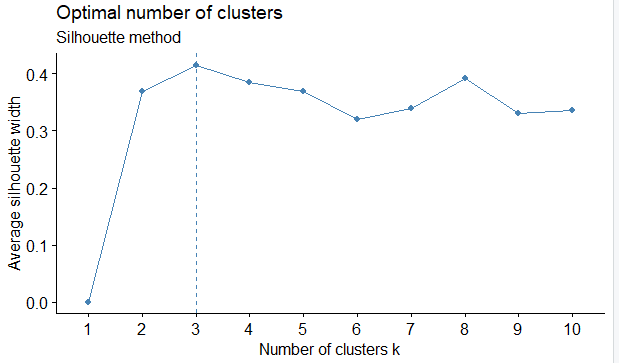 Optimal number of clusters
Silhouette method
Average silhouette width
0.4
0.3
0.2
0.1
0.0
1 2 3 4 5 6 7 8 9 10
Number of clusters k